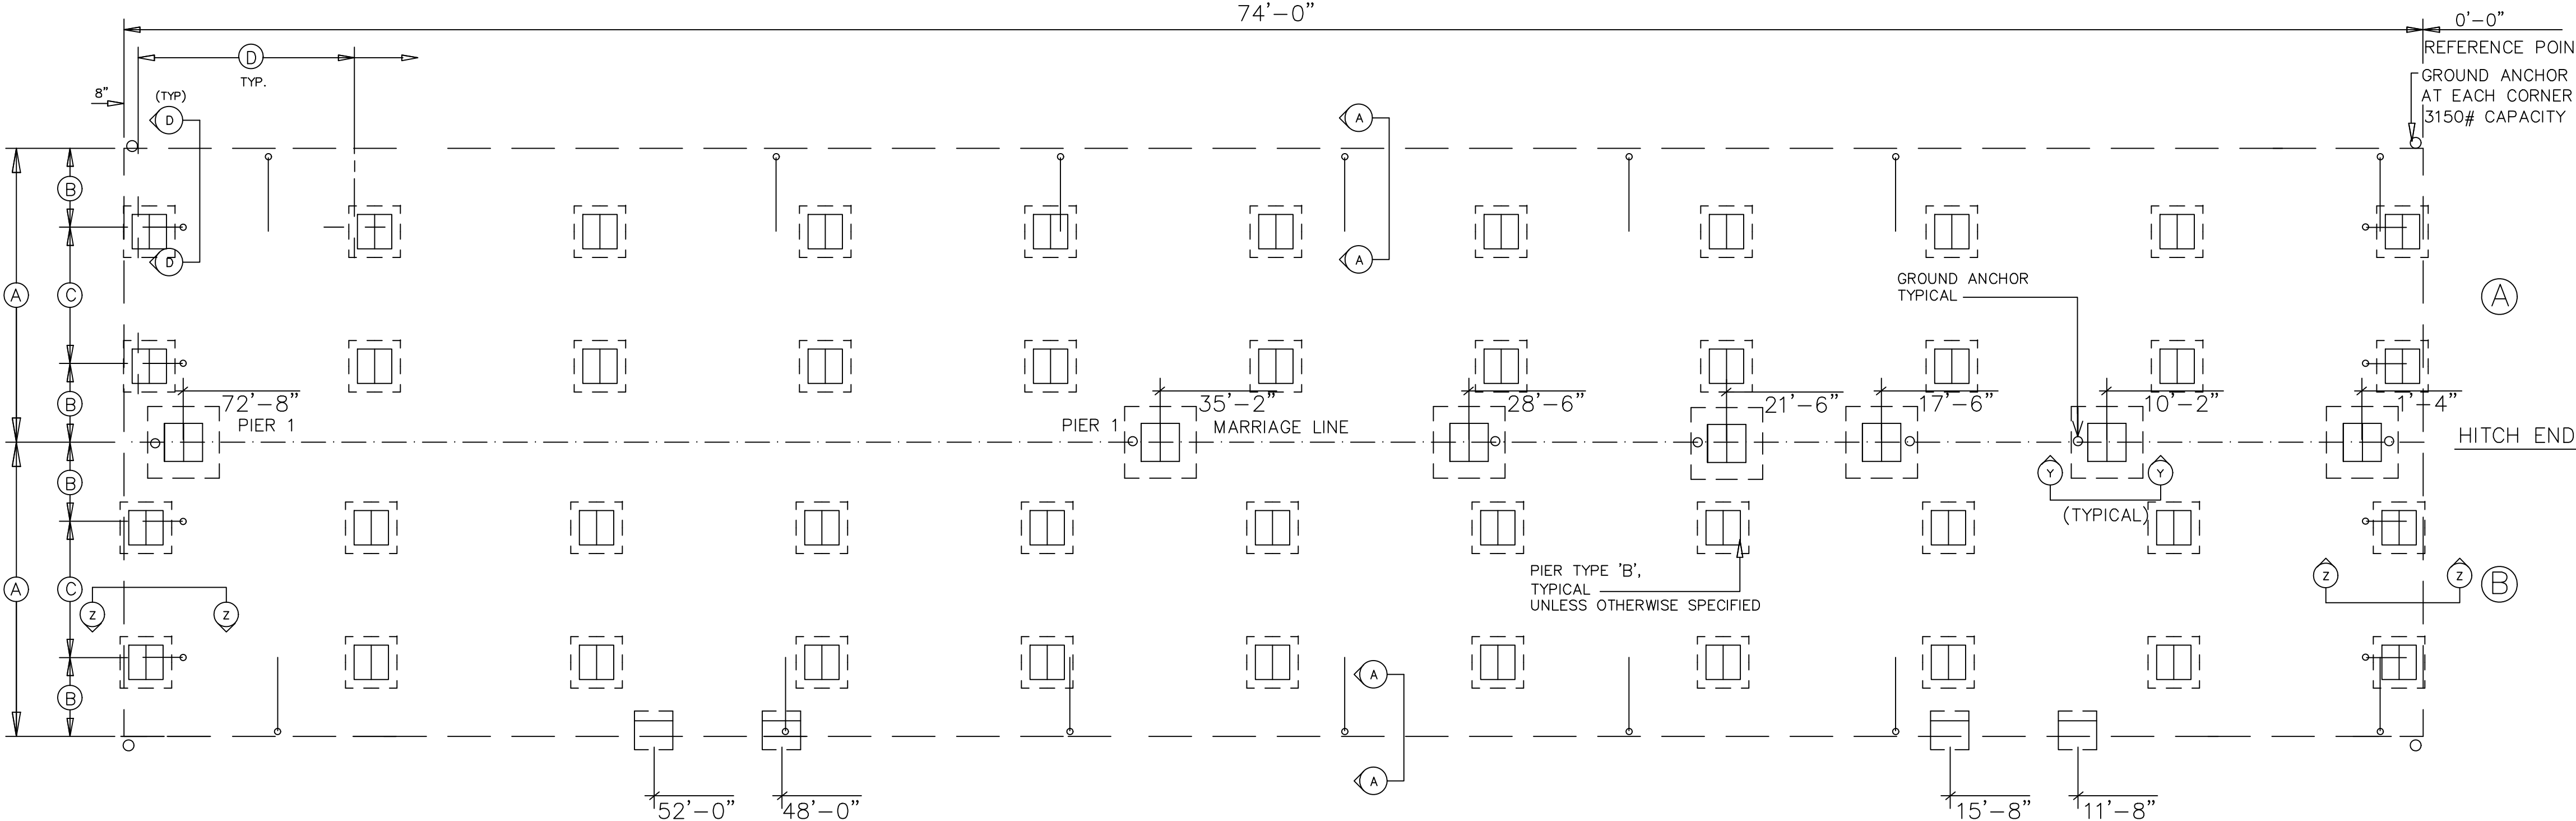 74'-0"
0'-0"
REFERENCE POIN
GROUND ANCHOR
AT EACH CORNER
3150# CAPACITY
D
TYP.
8"
(TYP)
D
D
A
A
B
C
B
A
GROUND ANCHOR
TYPICAL
A
72'-8"
PIER 1
PIER 1
35'-2"
MARRIAGE LINE
28'-6"
21'-6"
17'-6"
10'-2"
1'-4"
HITCH END
Y
Y
(TYPICAL)
B
C
B
A
Z
Z
PIER TYPE 'B',
TYPICAL
UNLESS OTHERWISE SPECIFIED
Z
Z
B
A
A
52'-0"
48'-0"
15'-8"
11'-8"